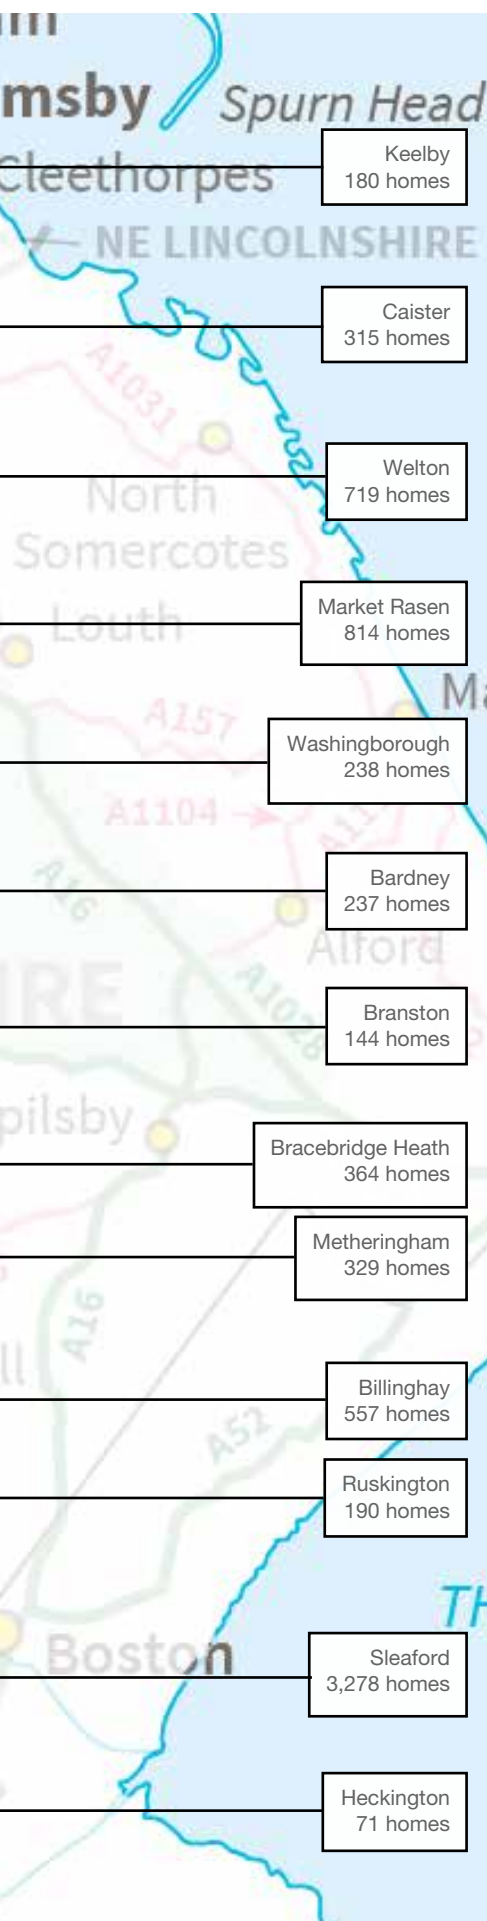 msby
Spurn Head
Cleethorpes
Keelby
180 homes
NE LINCOLNSHIRE
Caister
315 homes
A1031
Welton
719 homes
North
Somercotes
Market Rasen
814 homes
Louth
A157
Washingborough
238 homes
A1104
A16
Bardney
237 homes
Alford
IRE
A1028
Branston
144 homes
pilsby
Bracebridge Heath
364 homes
Metheringham
329 homes
A16
ll
Billinghay
557 homes
A52
Ruskington
190 homes
TH
Boston
Sleaford
3,278 homes
Heckington
71 homes